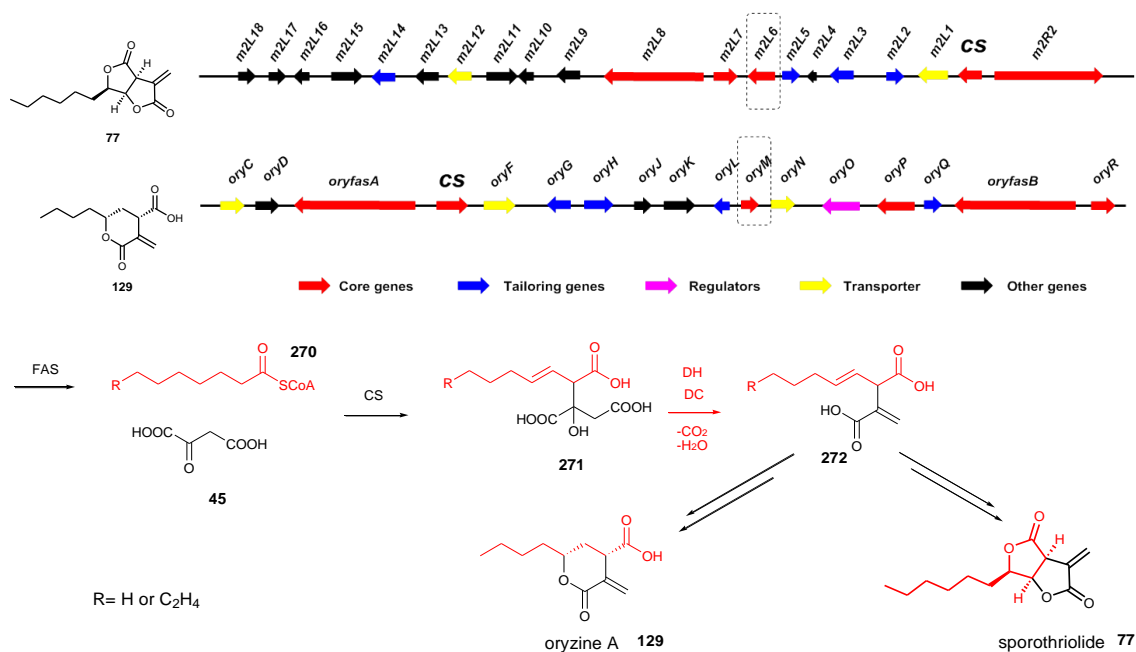 m2L18 m2L17 m2L16 m2L15 m2L14 m2L13 m2L12 m2L11 m2L10 m2L9 m2L8 m2L7 m2L6 m2L5 m2L4 m2L3 m2L2 m2L1 CS m2R2
O O O O H H
77
oryC oryD oryfasA CS oryF oryG oryH oryJ oryK oryL oryM oryN oryO oryP oryQ oryfasB oryR
O OH O O
129
Core genes Tailoring genes Regulators Transporter Other genes
FAS
R O SCoA 270
HOOC COOH O
45
CS
R O OH HOOC COOH OH
271
DH
DC
-CO2
-H2O
R O OH HO O
272
O OH O O
oryzine A 129
O O O O H H
sporothriolide 77
R= H or C2H4